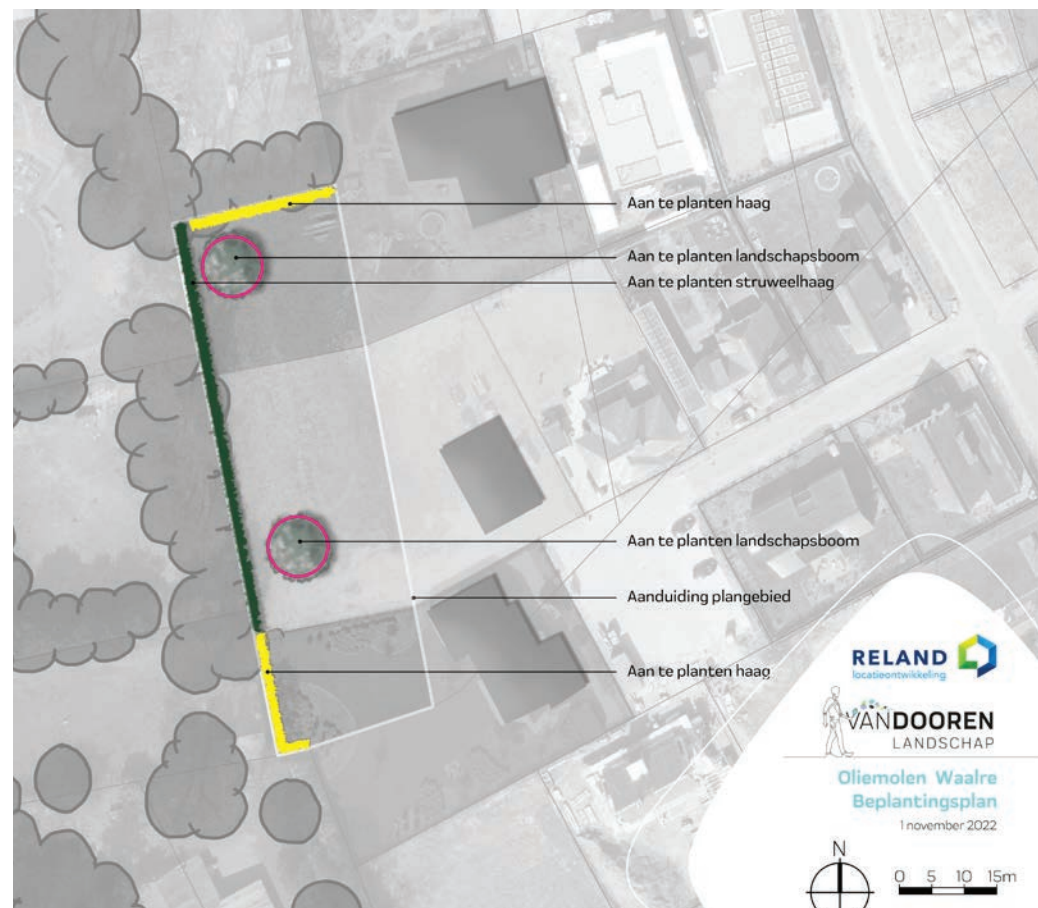 Aan te planten haag
Aan te planten landschapsboom
Aan te planten struweelhaag
Aan te planten landschapsboom
Aanduiding plangebied
Aan te planten haag
RELAND
locatieontwikkeling
VANDOOREN
LANDSCHAP
Oliemolen Waalre
Beplantingsplan
1 november 2022
N
0 5 10 15m